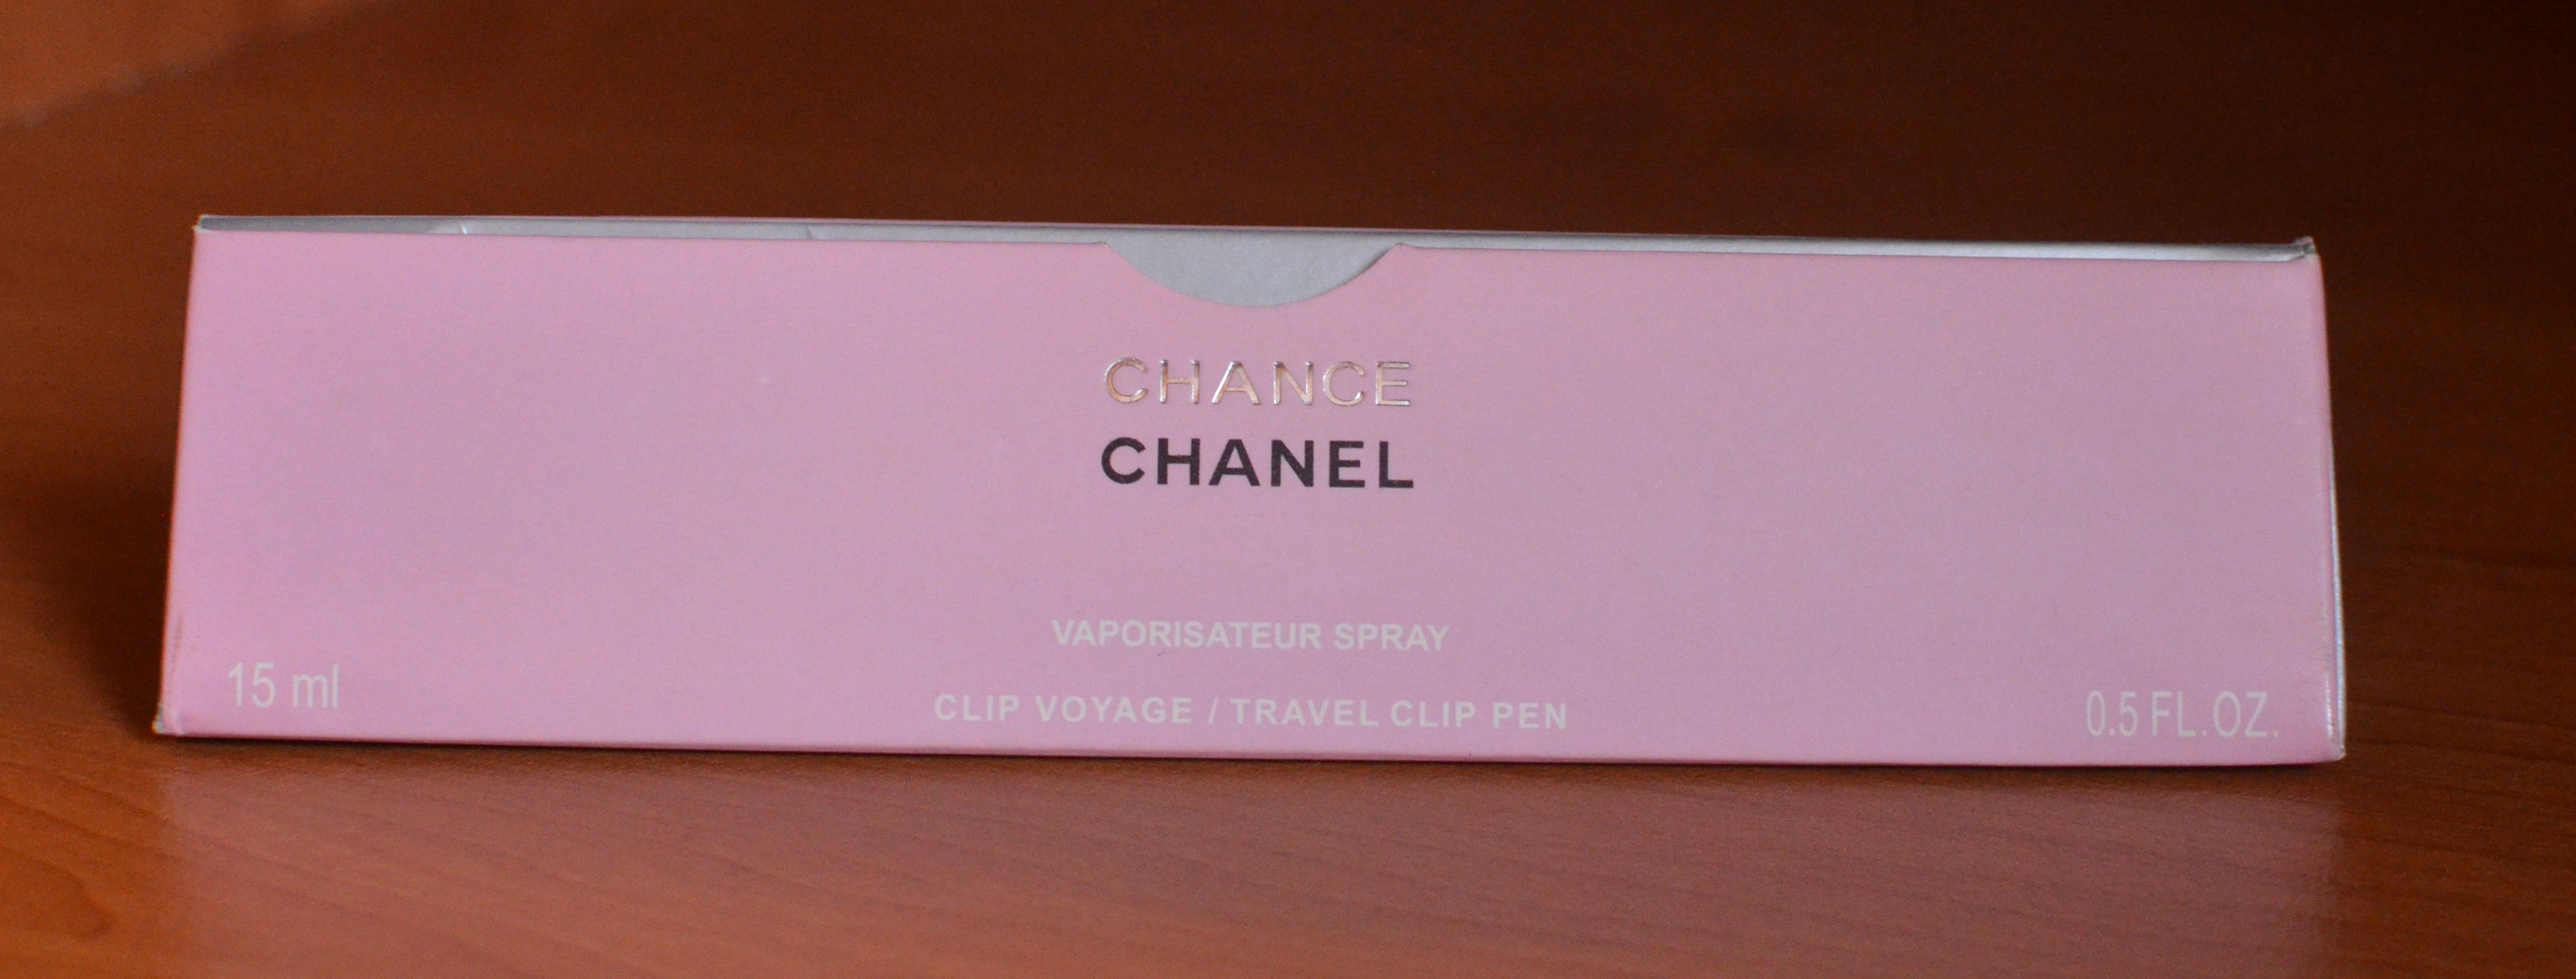 CHANCE
CHANEL
VAPORISATEUR SPRAY
15 ml
CLIP VOYAGE / TRAVEL CLIP PEN
0.5 FL.OZ.